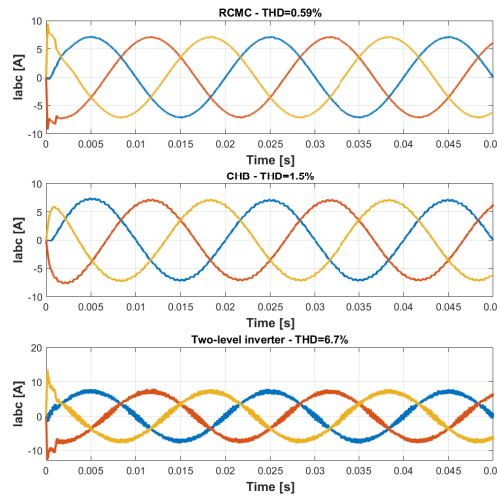 RCMC - THD=0.59%
10
5
0
-5
-10
Iabc [A]
0 0.005 0.01 0.015 0.02 0.025 0.03 0.035 0.04 0.045 0.0
Time [s]
CHB - THD=1.5%
10
5
0
-5
-10
Iabc [A]
0 0.005 0.01 0.015 0.02 0.025 0.03 0.035 0.04 0.045 0.0
Time [s]
Two-level inverter - THD=6.7%
20
10
0
-10
Iabc [A]
0 0.005 0.01 0.015 0.02 0.025 0.03 0.035 0.04 0.045 0.0
Time [s]